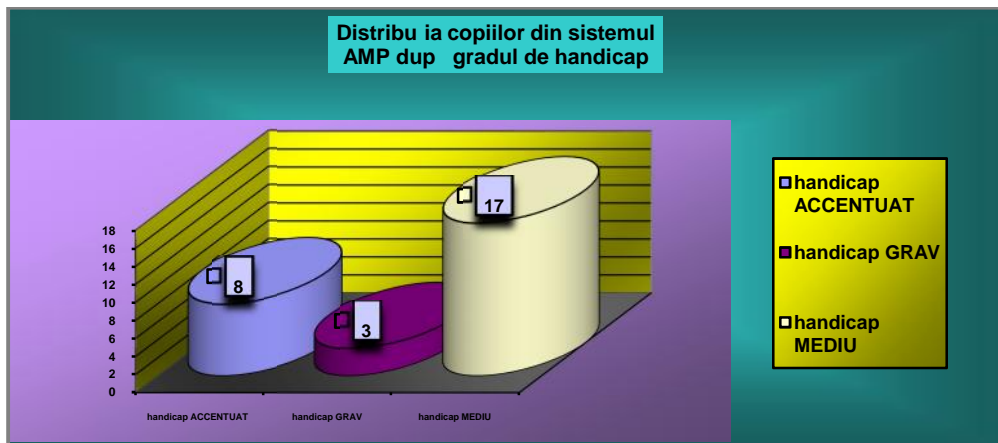 Distribu ia copiilor din sistemul
AMP dup gradul de handicap
18
16
14
12
10
8
6
4
2
0
8
3
17
handicap ACCENTUAT
handicap GRAV
handicap MEDIU
handicap
ACCENTUAT
handicap GRAV
handicap
MEDIU